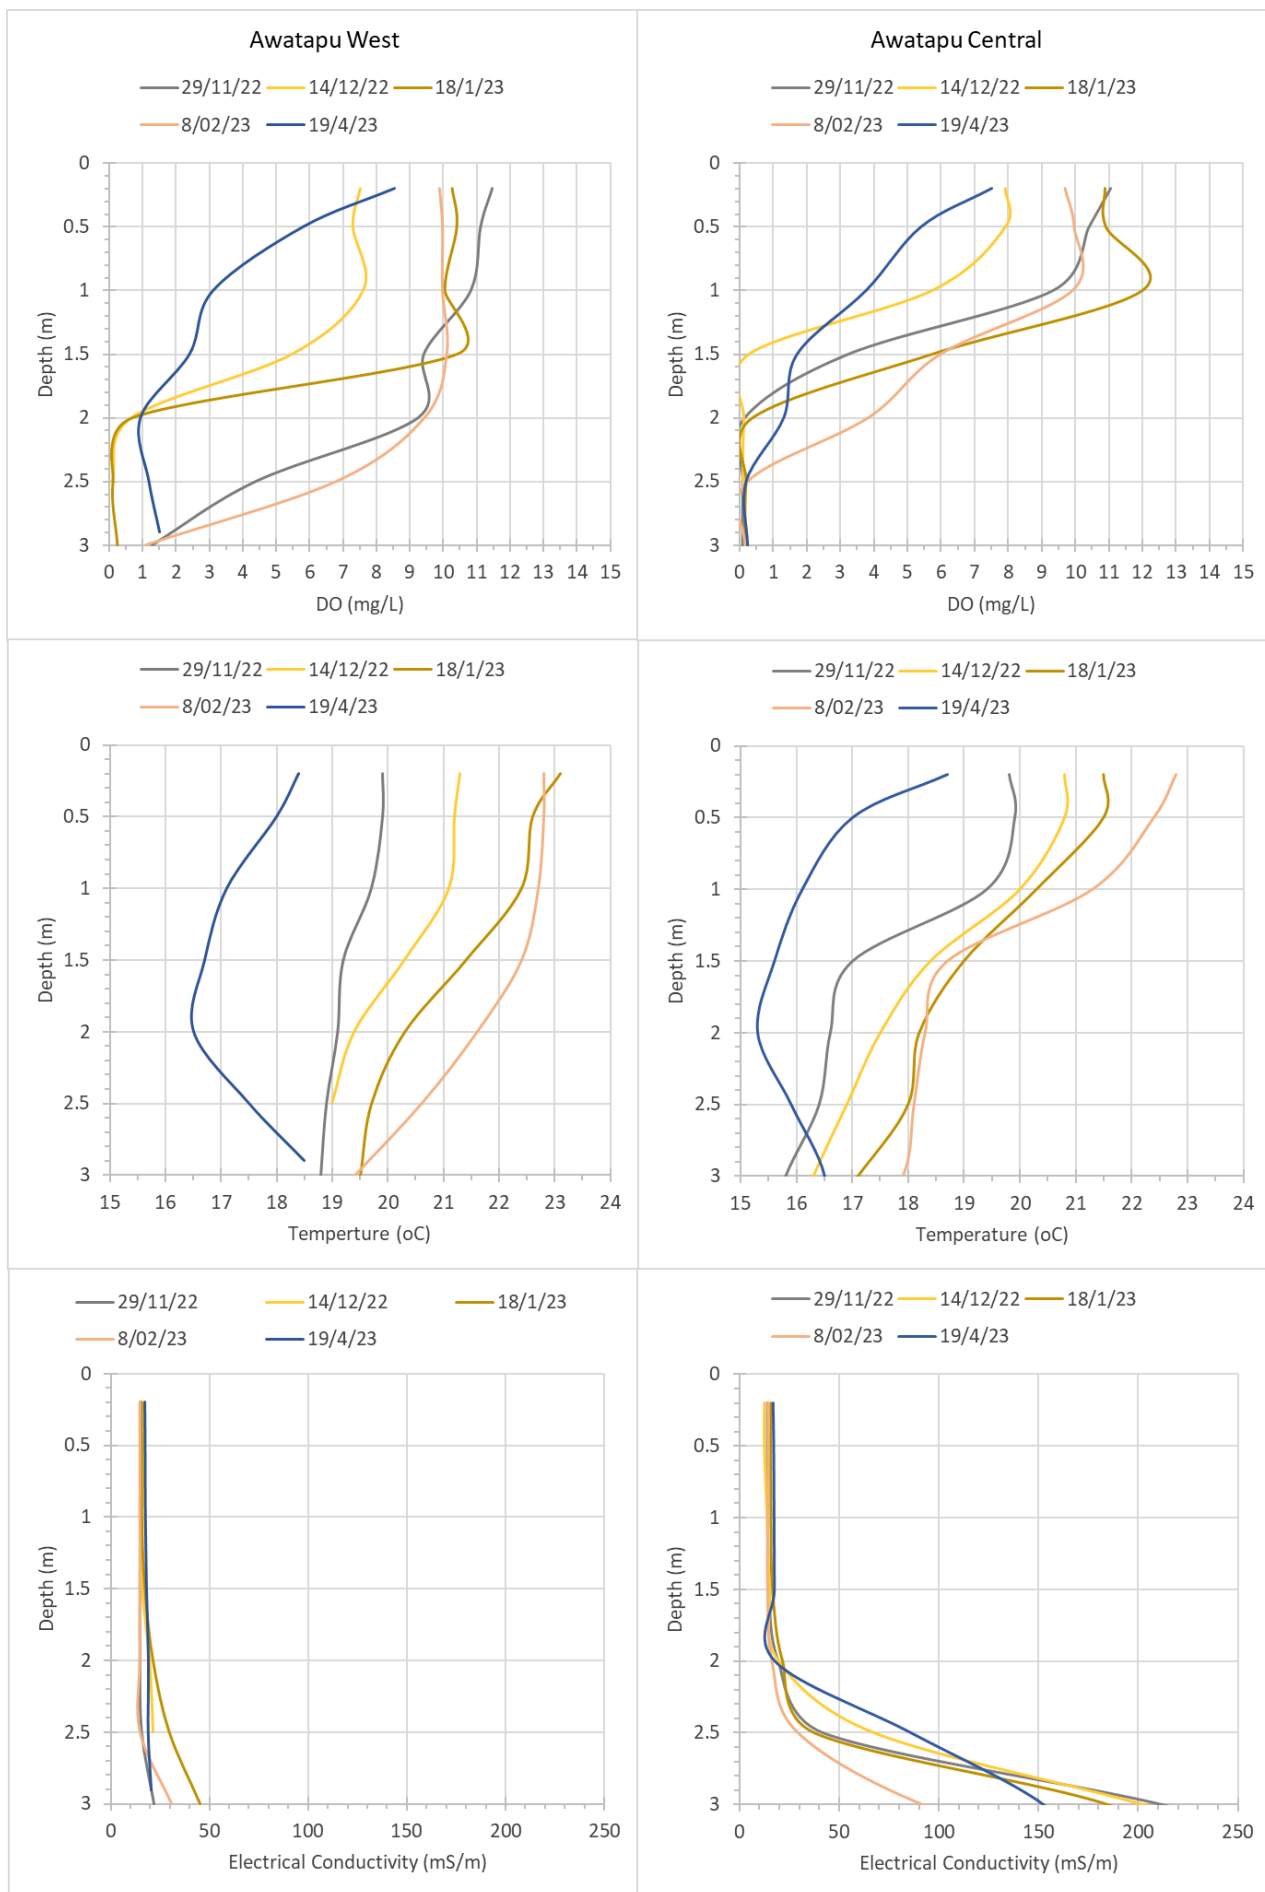 Awatapu West
29/11/22 14/12/22 18/1/23
8/02/23 19/4/23
0
0.5
1
1.5
2
2.5
3
Depth (m)
0 1 2 3 4 5 6 7 8 9 10 11 12 13 14 15
DO (mg/L)
Awatapu Central
29/11/22 14/12/22 18/1/23
8/02/23 19/4/23
0
0.5
1
1.5
2
2.5
3
Depth (m)
0 1 2 3 4 5 6 7 8 9 10 11 12 13 14 15
DO (mg/L)
29/11/22 14/12/22 18/1/23
8/02/23 19/4/23
0
0.5
1
1.5
2
2.5
3
Depth (m)
15 16 17 18 19 20 21 22 23 24
Temperture (oC)
29/11/22 14/12/22 18/1/23
8/02/23 19/4/23
0
0.5
1
1.5
2
2.5
3
Depth (m)
15 16 17 18 19 20 21 22 23 24
Temperature (oC)
29/11/22 14/12/22 18/1/23
8/02/23 19/4/23
0
0.5
1
1.5
2
2.5
3
Depth (m)
0 50 100 150 200 250
Electrical Conductivity (mS/m)
29/11/22 14/12/22 18/1/23
8/02/23 19/4/23
0
0.5
1
1.5
2
2.5
3
Depth (m)
0 50 100 150 200 250
Electrical Conductivity (mS/m)